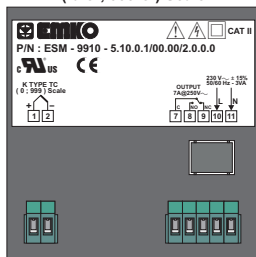 EMKO
CAT II
P/N : ESM - 9910 - 5.10.0.1/00.00/2.0.0.0
c RU US CE
K TYPE TC
( 0 ; 999 ) Scale
+ −
1 2
OUTPUT
7A@250V~
C NO NC
7 8 9
230 V~ ± 15%
50/60 Hz - 3VA
L N
10 11